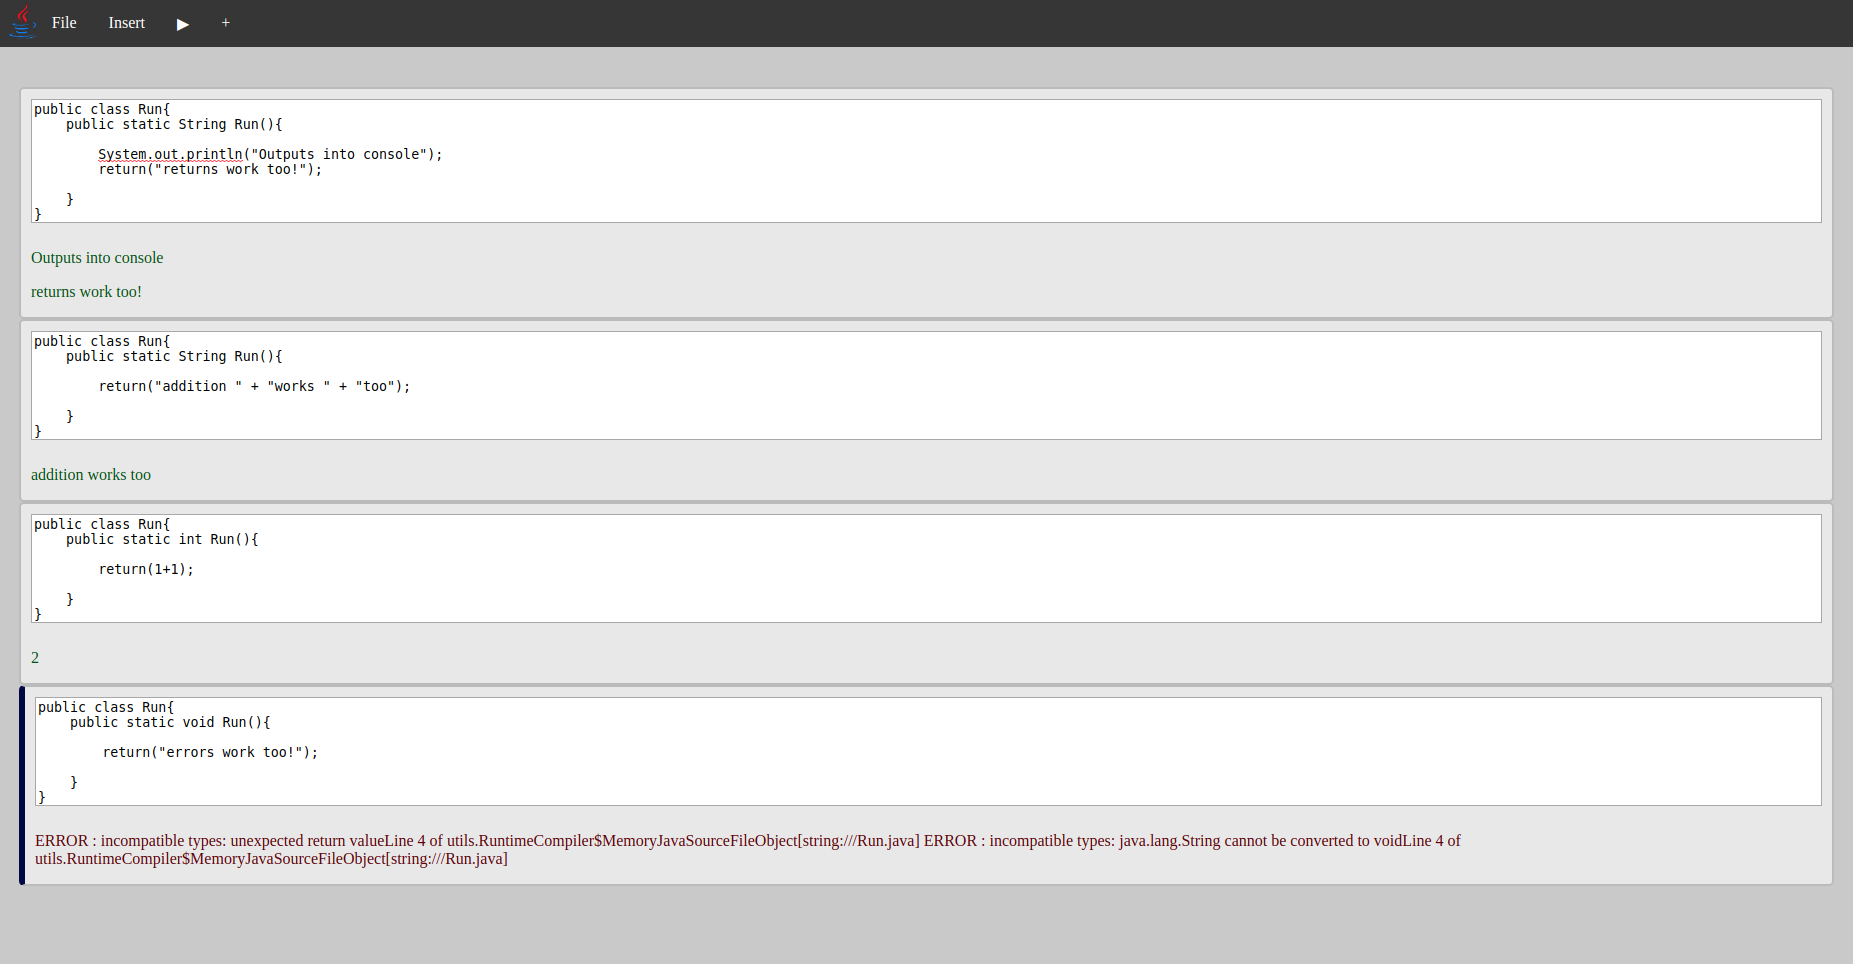 File Insert ▶ +
public class Run{
    public static String Run(){
        System.out.println("Outputs into console");
        return("returns work too!");
    }
}
Outputs into console
returns work too!
public class Run{
    public static String Run(){
        return("addition " + "works " + "too");
    }
}
addition works too
public class Run{
    public static int Run(){
        return(1+1);
    }
}
2
public class Run{
    public static void Run(){
        return("errors work too!");
    }
}
ERROR : incompatible types: unexpected return valueLine 4 of utils.RuntimeCompiler$MemoryJavaSourceFileObject[string:///Run.java] ERROR : incompatible types: java.lang.String cannot be converted to voidLine 4 of
utils.RuntimeCompiler$MemoryJavaSourceFileObject[string:///Run.java]